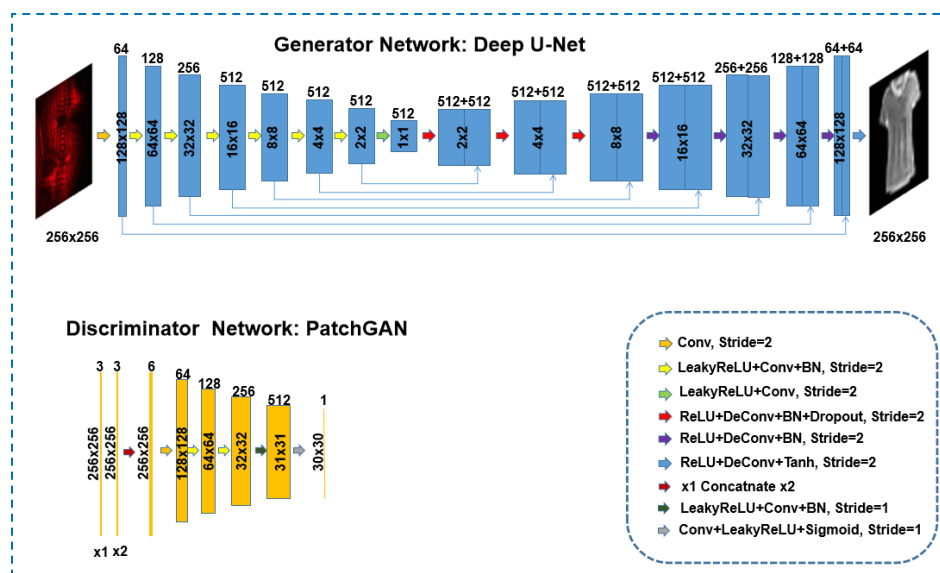 Generator Network: Deep U-Net
64
128
256
512
512
512
512
512
512+512
512+512
512+512
512+512
256+256
128+128
64+64
128x128
64x64
32x32
16x16
8x8
4x4
2x2
1x1
2x2
4x4
8x8
16x16
32x32
64x64
128x128
256x256
256x256
Discriminator Network: PatchGAN
3
3
6
64
128
256
512
1
256x256
256x256
256x256
128x128
64x64
32x32
31x31
30x30
x1
x2
Conv, Stride=2
LeakyReLU+Conv+BN, Stride=2
LeakyReLU+Conv, Stride=2
ReLU+DeConv+BN+Dropout, Stride=2
ReLU+DeConv+BN, Stride=2
ReLU+DeConv+Tanh, Stride=2
x1 Concatnate x2
LeakyReLU+Conv+BN, Stride=1
Conv+LeakyReLU+Sigmoid, Stride=1